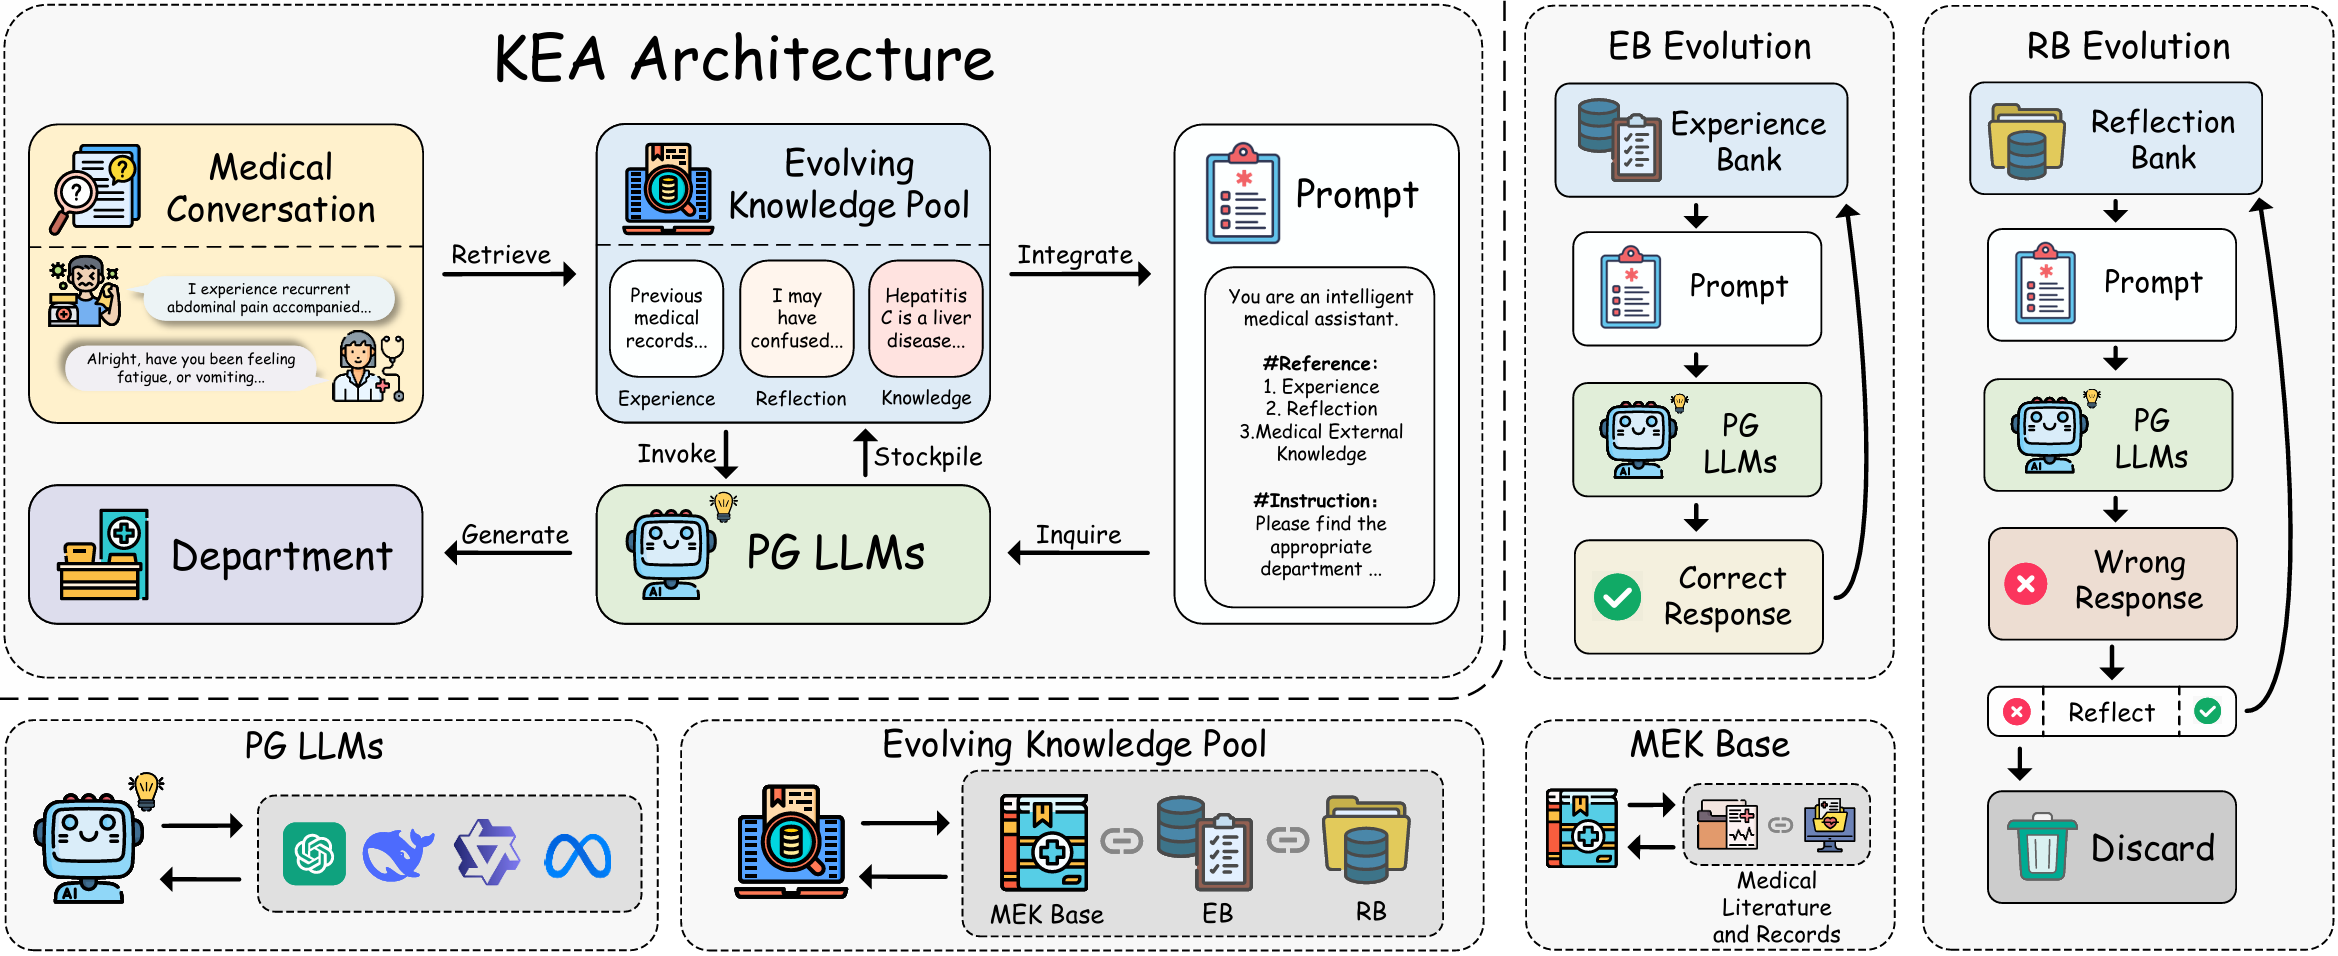 KEA Architecture
Medical
Conversation
I experience recurrent
abdominal pain accompanied...
Alright, have you been feeling
fatigue, or vomiting...
Retrieve
Evolving
Knowledge Pool
Previous
medical
records...
Experience
I may
have
confused...
Reflection
Hepatitis
C is a liver
disease...
Knowledge
Integrate
Prompt
You are an intelligent
medical assistant.
#Reference:
1. Experience
2. Reflection
3.Medical External
Knowledge
#Instruction:
Please find the
appropriate
department ...
Invoke
Stockpile
Inquire
PG LLMs
AI
Generate
Department
EB Evolution
Experience
Bank
Prompt
PG
LLMs
AI
Correct
Response
RB Evolution
Reflection
Bank
Prompt
PG
LLMs
AI
Wrong
Response
Reflect
Discard
PG LLMs
AI
Evolving Knowledge Pool
MEK Base
EB
RB
MEK Base
Medical
Literature
and Records